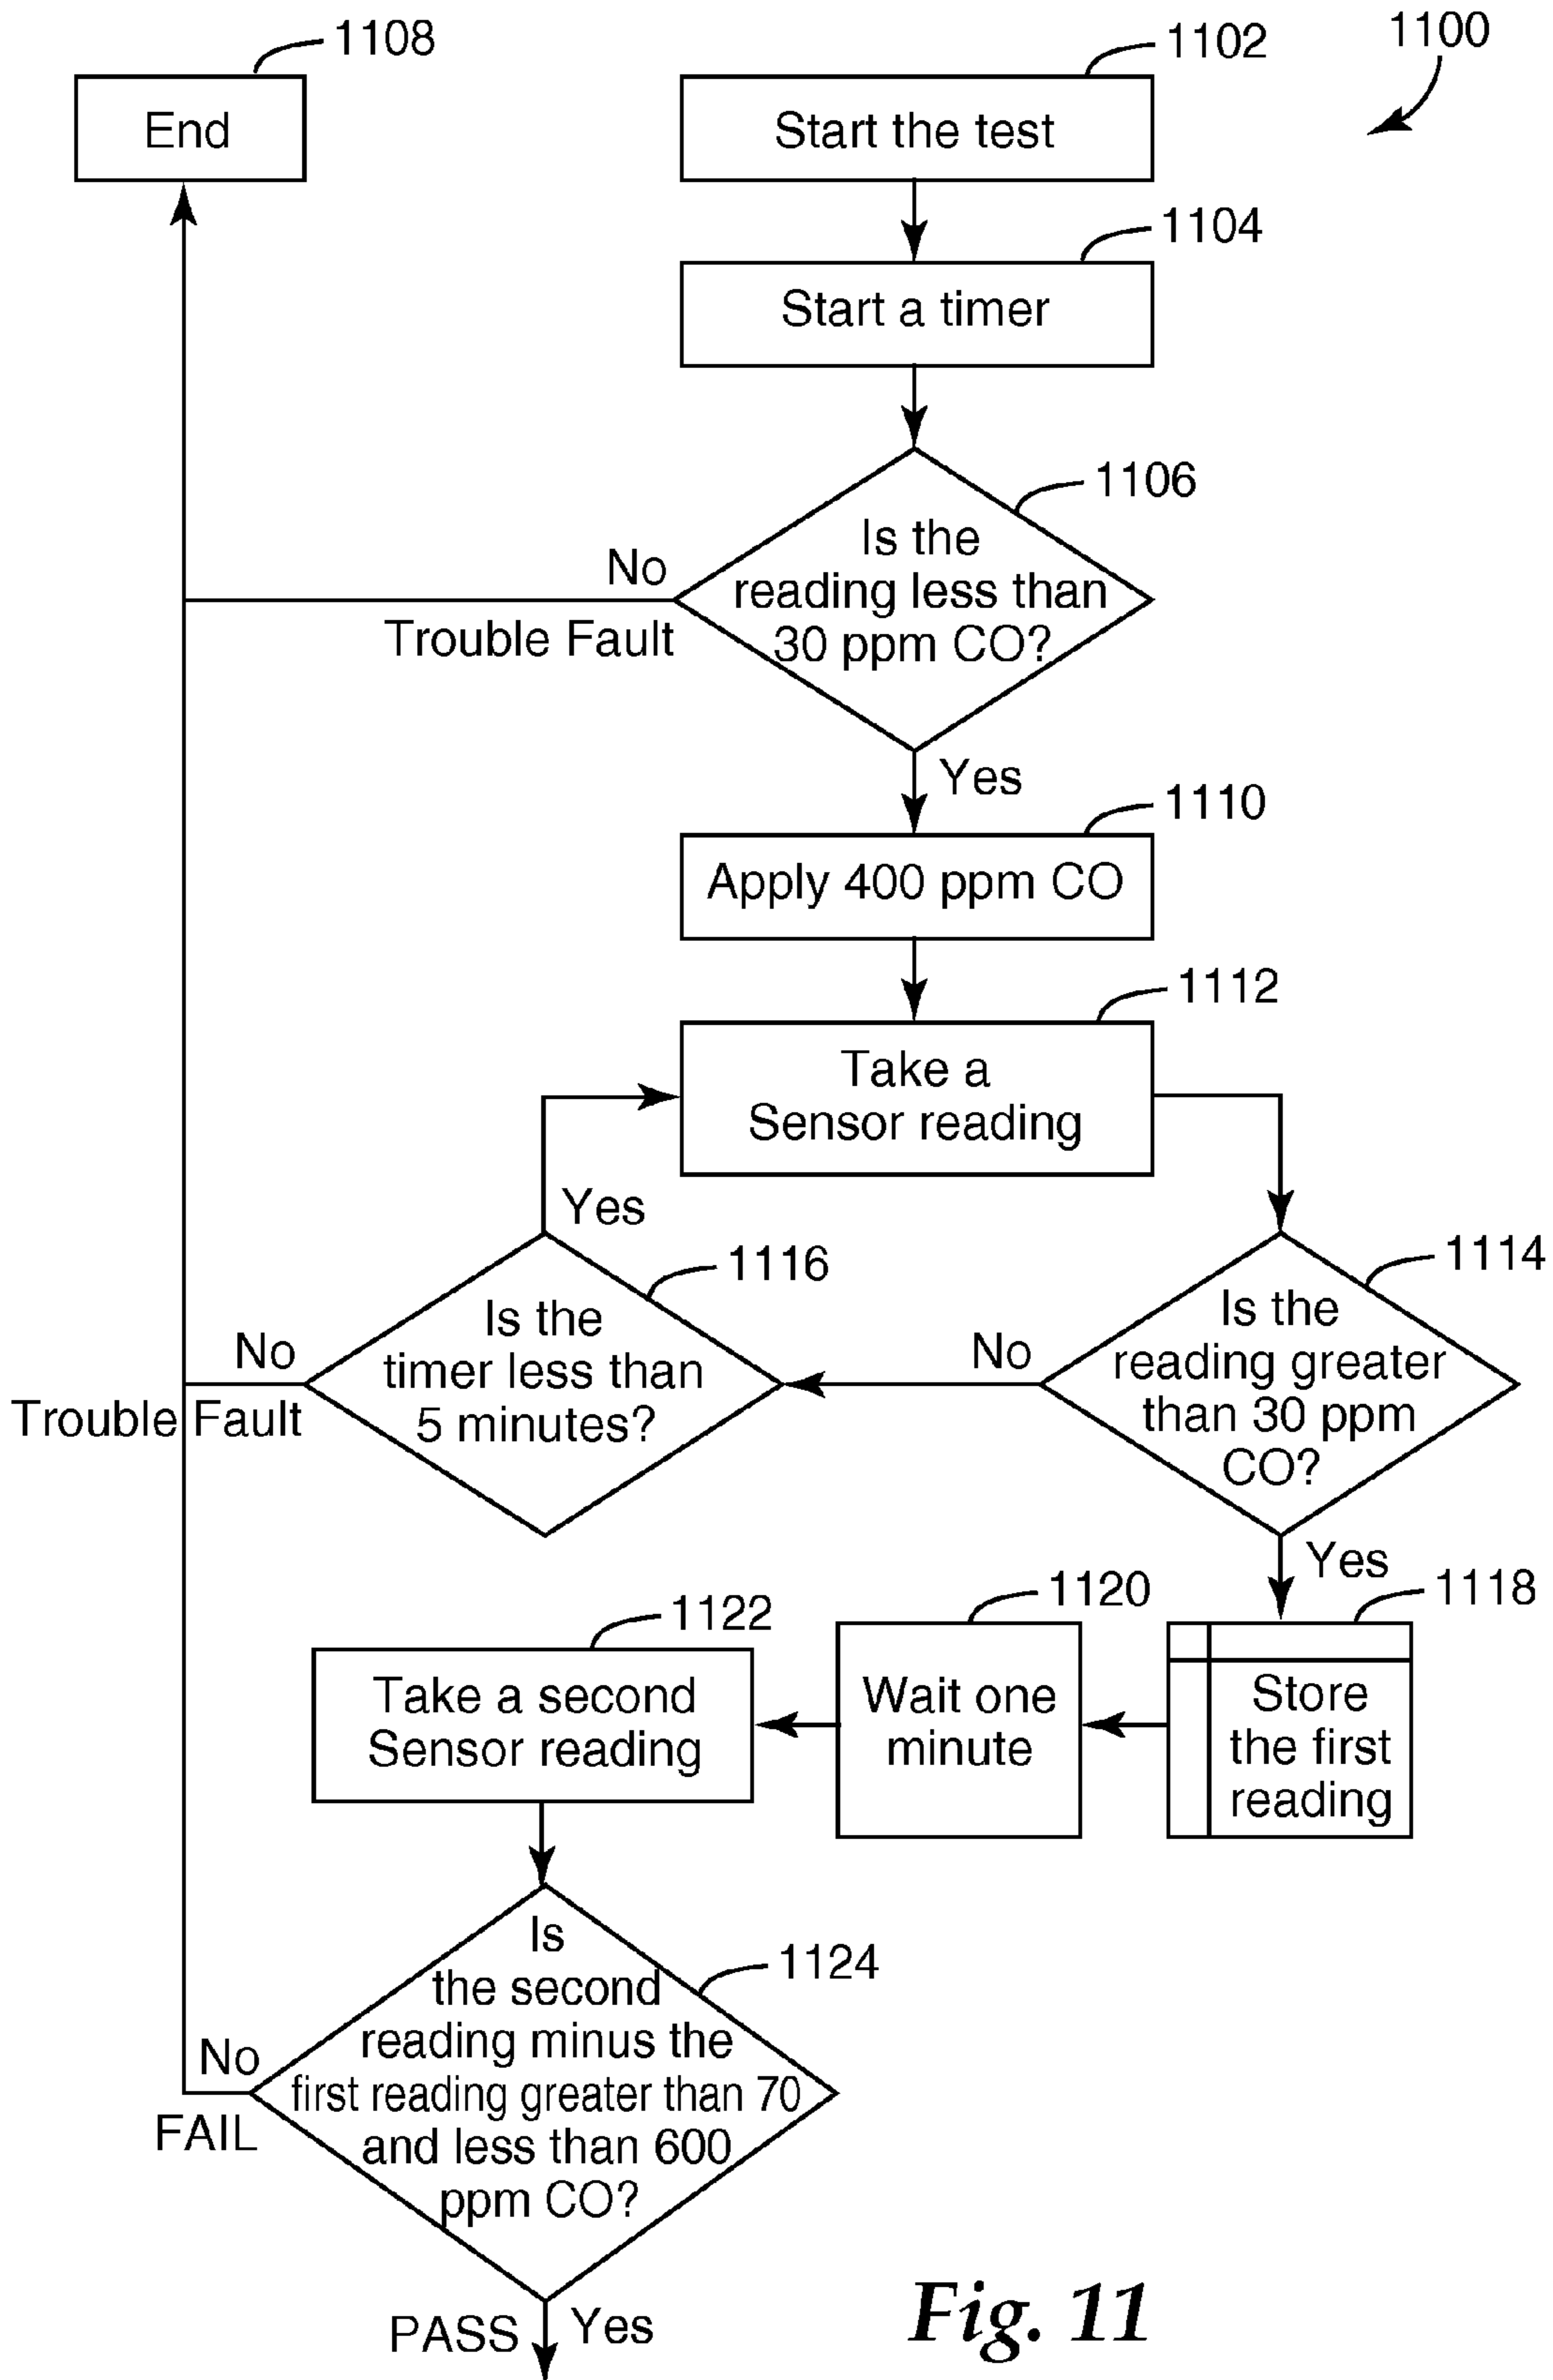 1108
1102
1100
End
Start the test
1104
Start a timer
1106
Is the
reading less than
30 ppm CO?
No
Trouble Fault
Yes
1110
Apply 400 ppm CO
1112
Take a
Sensor reading
Yes
1116
Is the
timer less than
5 minutes?
No
Trouble Fault
1114
Is the
reading greater
than 30 ppm
CO?
No
Yes
1118
Store
the first
reading
1120
Wait one
minute
1122
Take a second
Sensor reading
1124
Is
the second
reading minus the
first reading greater than 70
and less than 600
ppm CO?
No
FAIL
PASS
Yes
Fig. 11